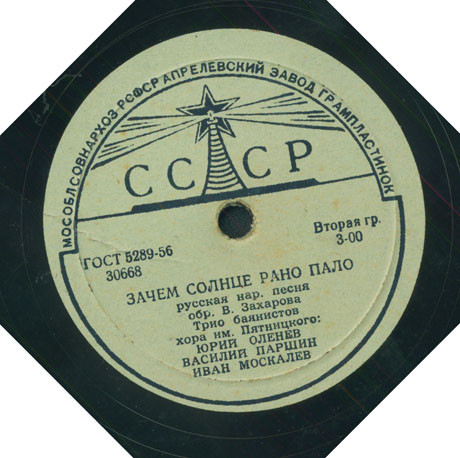 МОСОБЛСОВНАРХОЗ РСФСР АПРЕЛЕВСКИЙ ЗАВОД ГРАМПЛАСТИНОК
СССР
ГОСТ 5289-56
30668
Вторая гр.
3-00
ЗАЧЕМ СОЛНЦЕ РАНО ПАЛО
русская нар. песня
обр. В. Захарова
Трио баянистов
хора им. Пятницкого:
ЮРИЙ ОЛЕНЕВ
ВАСИЛИЙ ПАРШИН
ИВАН МОСКАЛЕВ